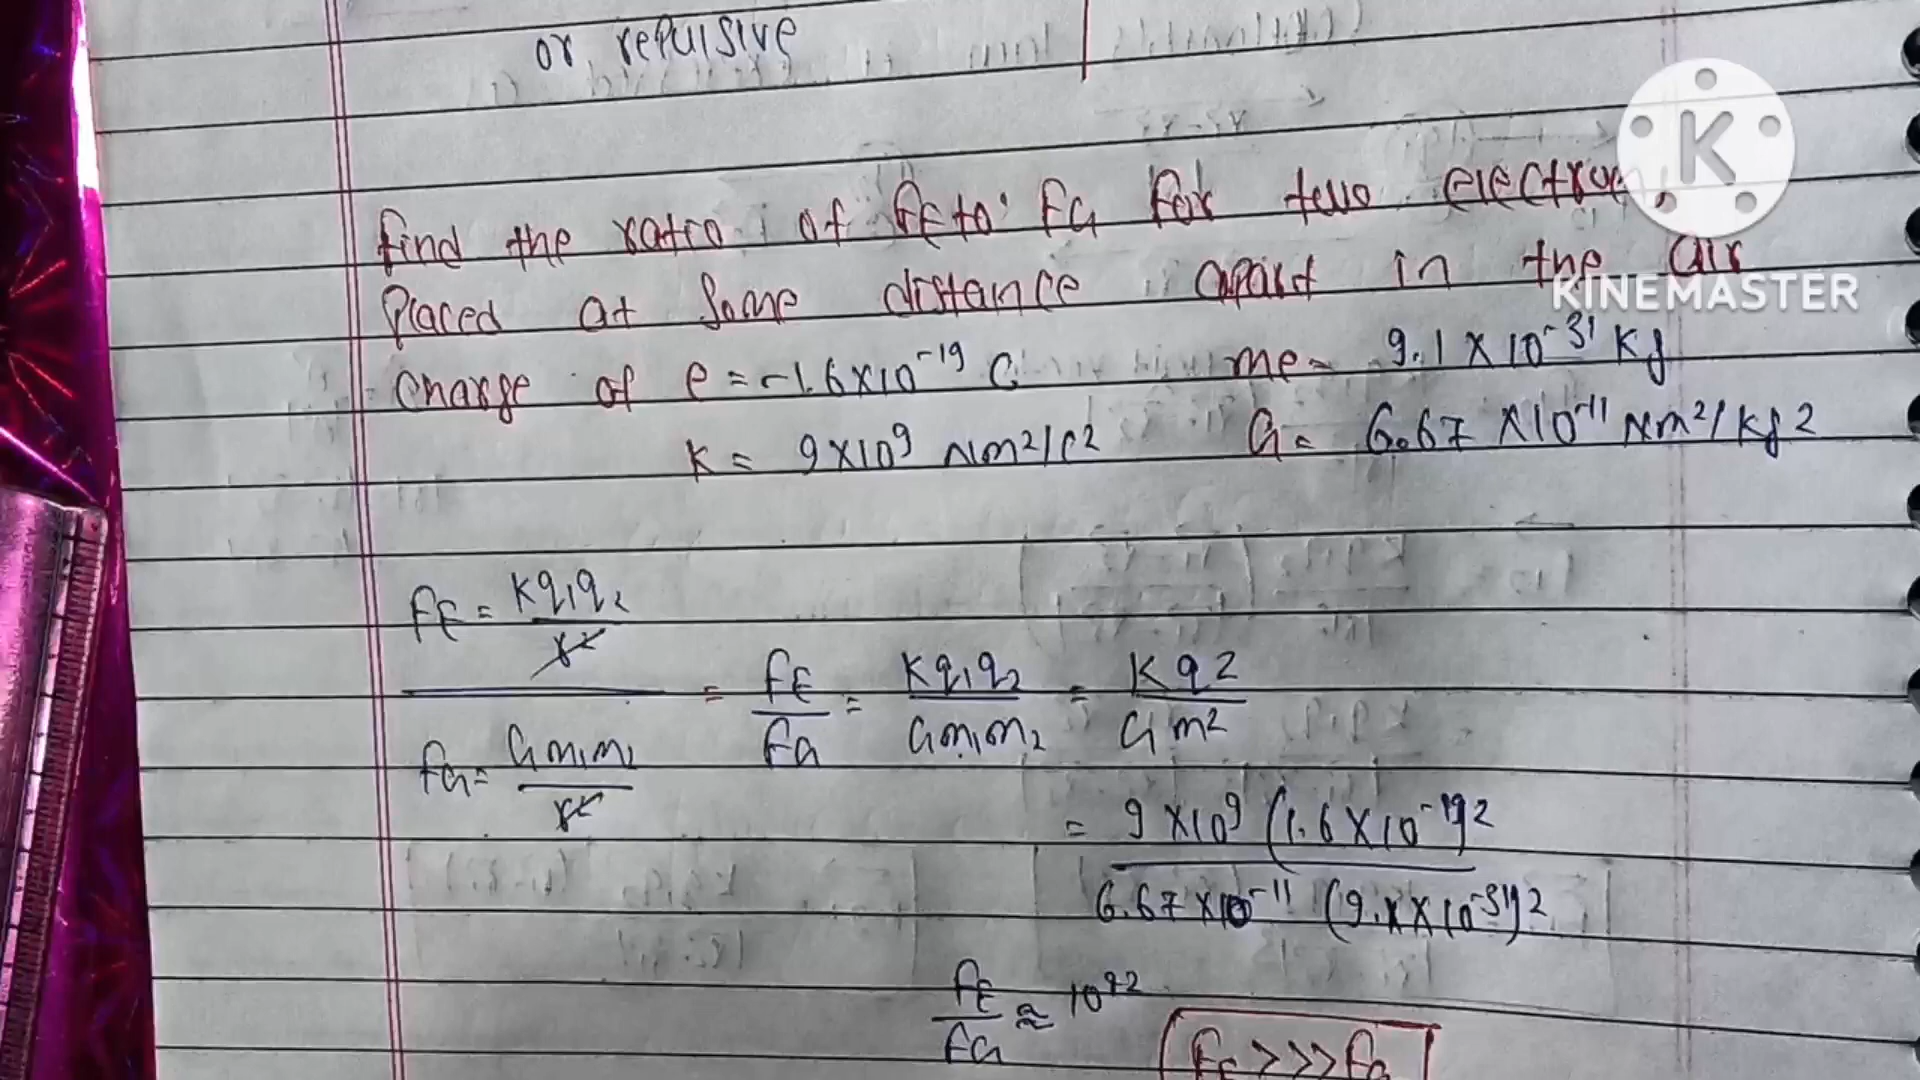 or repulsive
find the ratio of FE to FG for two electron,
placed at some distance apart in the air
charge of e = -1.6×10⁻¹⁹ C me = 9.1×10⁻³¹ kg
K = 9×10⁹ Nm²/C² G = 6.67×10⁻¹¹ Nm²/kg²
FE = Kq₁q₂/r²
FG = Gm₁m₂/r²
= FE/FG = Kq₁q₂/Gm₁m₂ = Kq²/Gm²
= 9×10⁹ (1.6×10⁻¹⁹)²
6.67×10⁻¹¹ (9.1×10⁻³¹)²
FE/FG ≈ 10⁴²
FE >>> FG
K
KINEMASTER